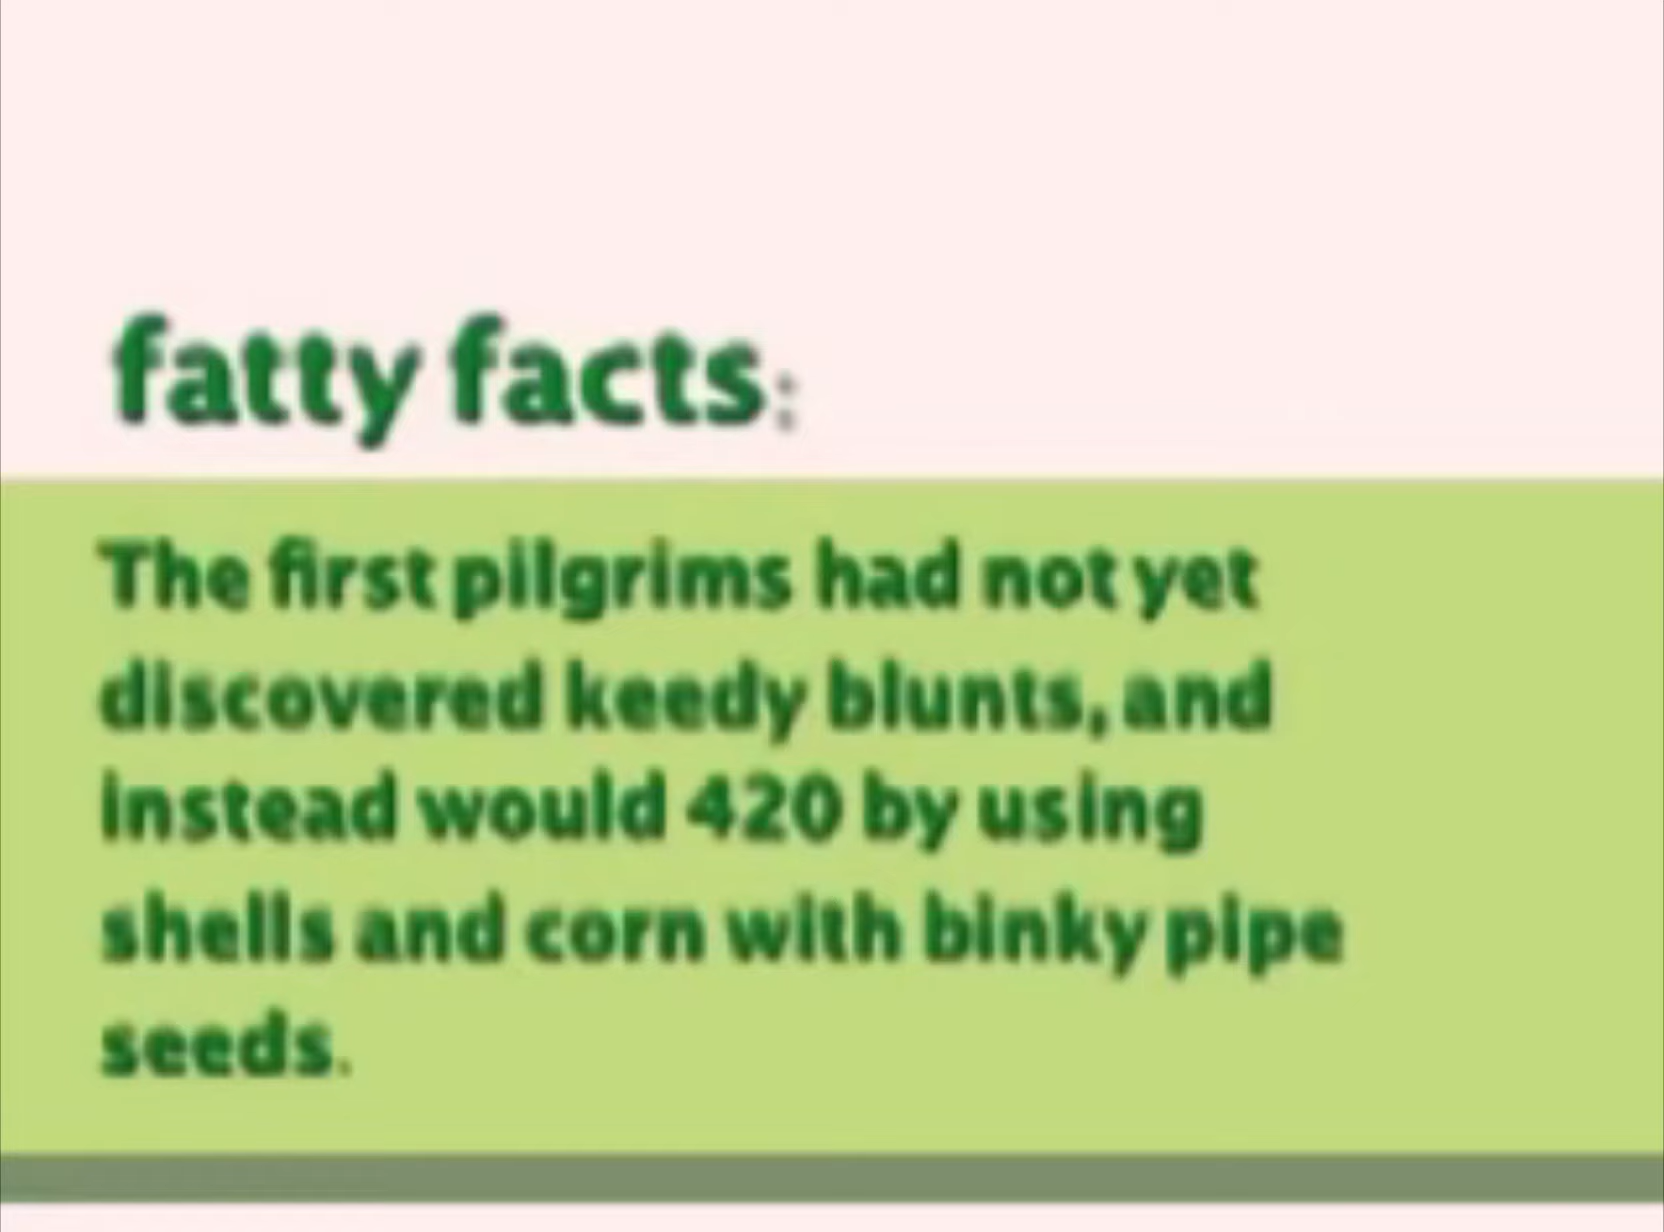 fatty facts:
The first pilgrims had not yet
discovered keedy blunts, and
instead would 420 by using
shells and corn with binky pipe
seeds.